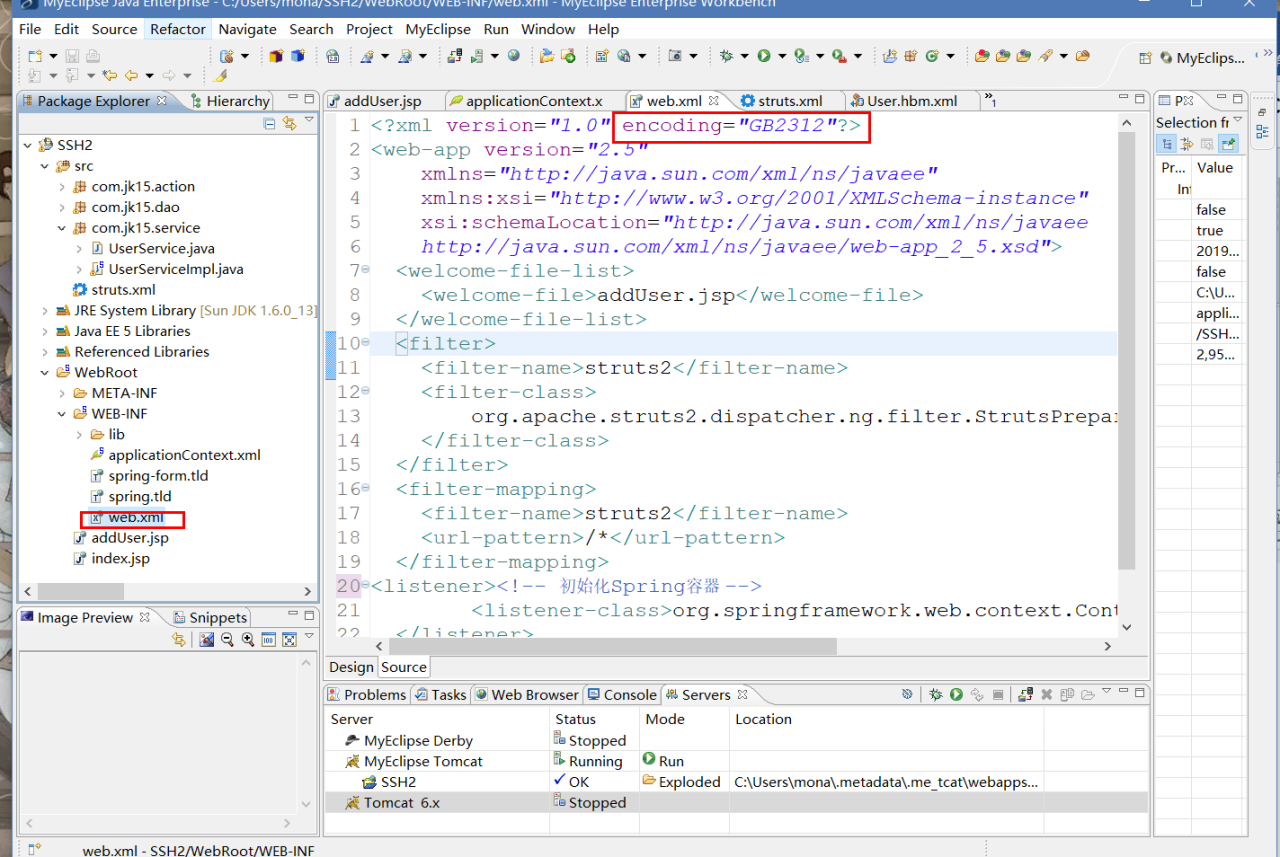 MyEclipse Java Enterprise - C:/Users/mona/SSH2/WebRoot/WEB-INF/web.xml - MyEclipse Enterprise Workbench
File Edit Source Refactor Navigate Search Project MyEclipse Run Window Help
MyEclips...
Package Explorer
Hierarchy
SSH2
src
com.jk15.action
com.jk15.dao
com.jk15.service
UserService.java
UserServiceImpl.java
struts.xml
JRE System Library [Sun JDK 1.6.0_13]
Java EE 5 Libraries
Referenced Libraries
WebRoot
META-INF
WEB-INF
lib
applicationContext.xml
spring-form.tld
spring.tld
web.xml
addUser.jsp
index.jsp
Image Preview
Snippets
addUser.jsp
applicationContext.x
web.xml
struts.xml
User.hbm.xml
»1
1 <?xml version="1.0" encoding="GB2312"?>
2 <web-app version="2.5"
3 xmlns="http://java.sun.com/xml/ns/javaee"
4 xmlns:xsi="http://www.w3.org/2001/XMLSchema-instance"
5 xsi:schemaLocation="http://java.sun.com/xml/ns/javaee
6 http://java.sun.com/xml/ns/javaee/web-app_2_5.xsd">
7 <welcome-file-list>
8 <welcome-file>addUser.jsp</welcome-file>
9 </welcome-file-list>
10 <filter>
11 <filter-name>struts2</filter-name>
12 <filter-class>
13 org.apache.struts2.dispatcher.ng.filter.StrutsPrepar
14 </filter-class>
15 </filter>
16 <filter-mapping>
17 <filter-name>struts2</filter-name>
18 <url-pattern>/*</url-pattern>
19 </filter-mapping>
20 <listener><!-- 初始化Spring容器 -->
21 <listener-class>org.springframework.web.context.Cont
22 </listener>
Design Source
Problems Tasks Web Browser Console Servers
Server Status Mode Location
MyEclipse Derby Stopped
MyEclipse Tomcat Running Run
SSH2 OK Exploded C:\Users\mona\.metadata\.me_tcat\webapps...
Tomcat 6.x Stopped
P
Selection fr
Pr... Value
Inf
false
true
2019...
false
C:\U...
appli...
/SSH...
2,95...
web.xml - SSH2/WebRoot/WEB-INF